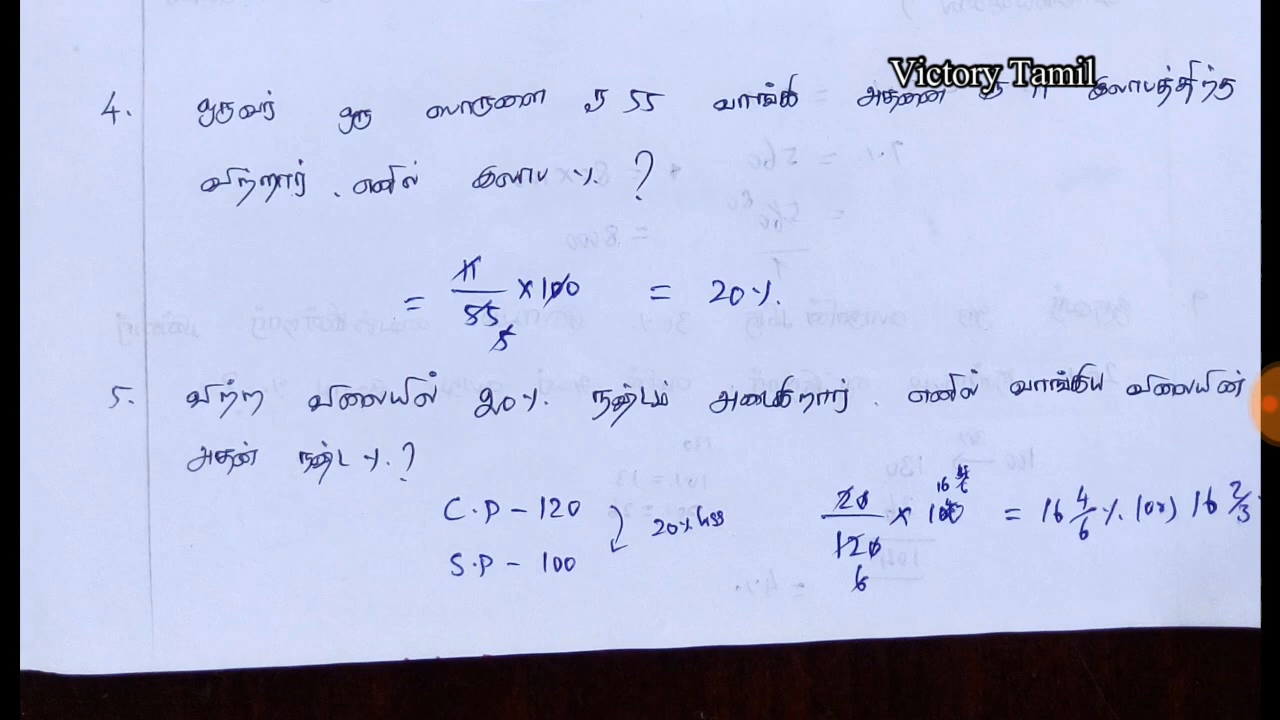 Victory Tamil
4. ஒருவர் ஒரு பொருளை ரூ 55 வாங்கி அதனை ரூ 11 இலாபத்திற்கு
விற்றார். எனில் இலாப %. ?
= 11/55 5 × 100 = 20%.
5. விற்ற விலையில் 20%. நஷ்டம் அடைகிறார். எனில் வாங்கிய விலையின்
அதன் நஷ்ட %. ?
C.P - 120
S.P - 100
20% loss
20/120 6 × 100 = 16 4/6 %. (or) 16 2/3